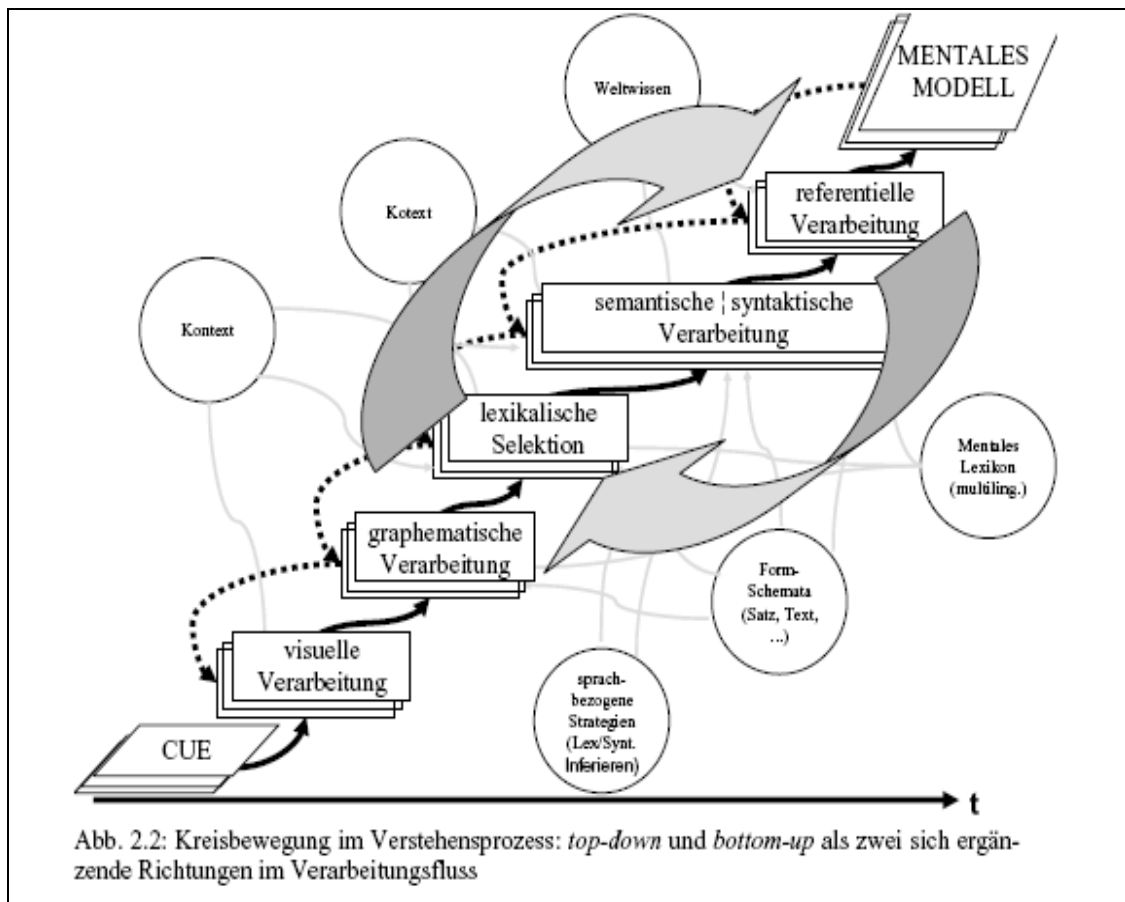 MENTALES
MODELL
Weltwissen
referentielle
Verarbeitung
Kotext
semantische ¦ syntaktische
Verarbeitung
Kontext
lexikalische
Selektion
Mentales
Lexikon
(multiling.)
graphematische
Verarbeitung
Form-
Schemata
(Satz, Text,
...)
visuelle
Verarbeitung
sprach-
bezogene
Strategien
(Lex/Synt.
Inferieren)
CUE
t
Abb. 2.2: Kreisbewegung im Verstehensprozess: top-down und bottom-up als zwei sich ergän-
zende Richtungen im Verarbeitungsfluss